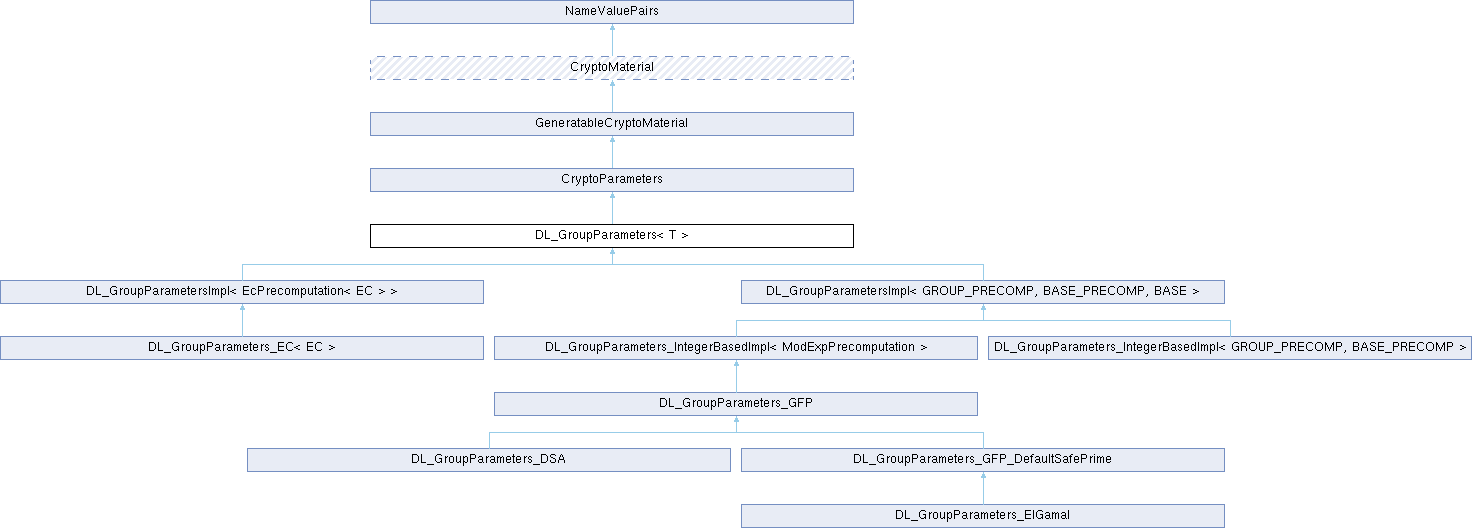 NameValuePairs
CryptoMaterial
GeneratableCryptoMaterial
CryptoParameters
DL_GroupParameters< T >
DL_GroupParametersImpl< EcPrecomputation< EC > >
DL_GroupParametersImpl< GROUP_PRECOMP, BASE_PRECOMP, BASE >
DL_GroupParameters_EC< EC >
DL_GroupParameters_IntegerBasedImpl< ModExpPrecomputation >
DL_GroupParameters_IntegerBasedImpl< GROUP_PRECOMP, BASE_PRECOMP >
DL_GroupParameters_GFP
DL_GroupParameters_DSA
DL_GroupParameters_GFP_DefaultSafePrime
DL_GroupParameters_ElGamal